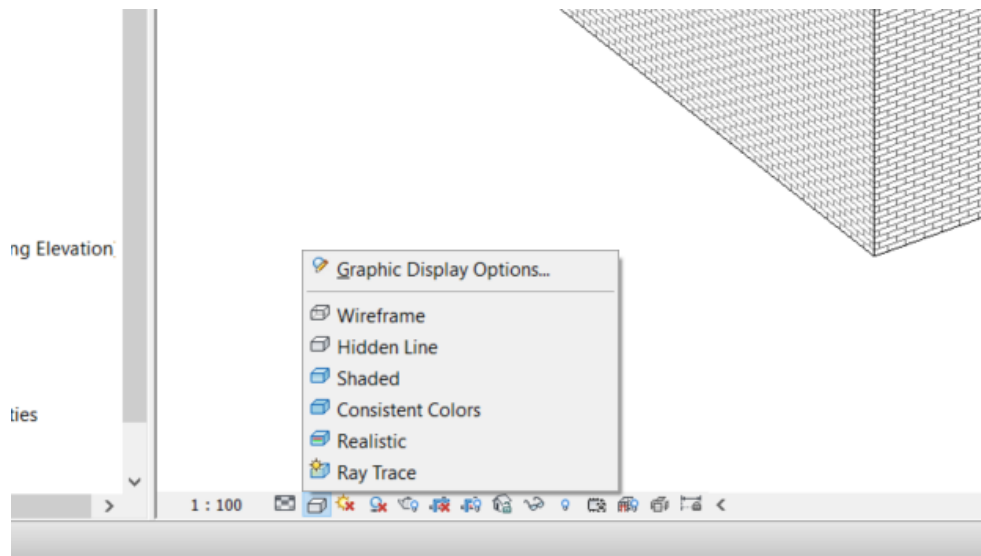 ng Elevation
Graphic Display Options...
Wireframe
Hidden Line
Shaded
Consistent Colors
ties
Realistic
Ray Trace
1 : 100